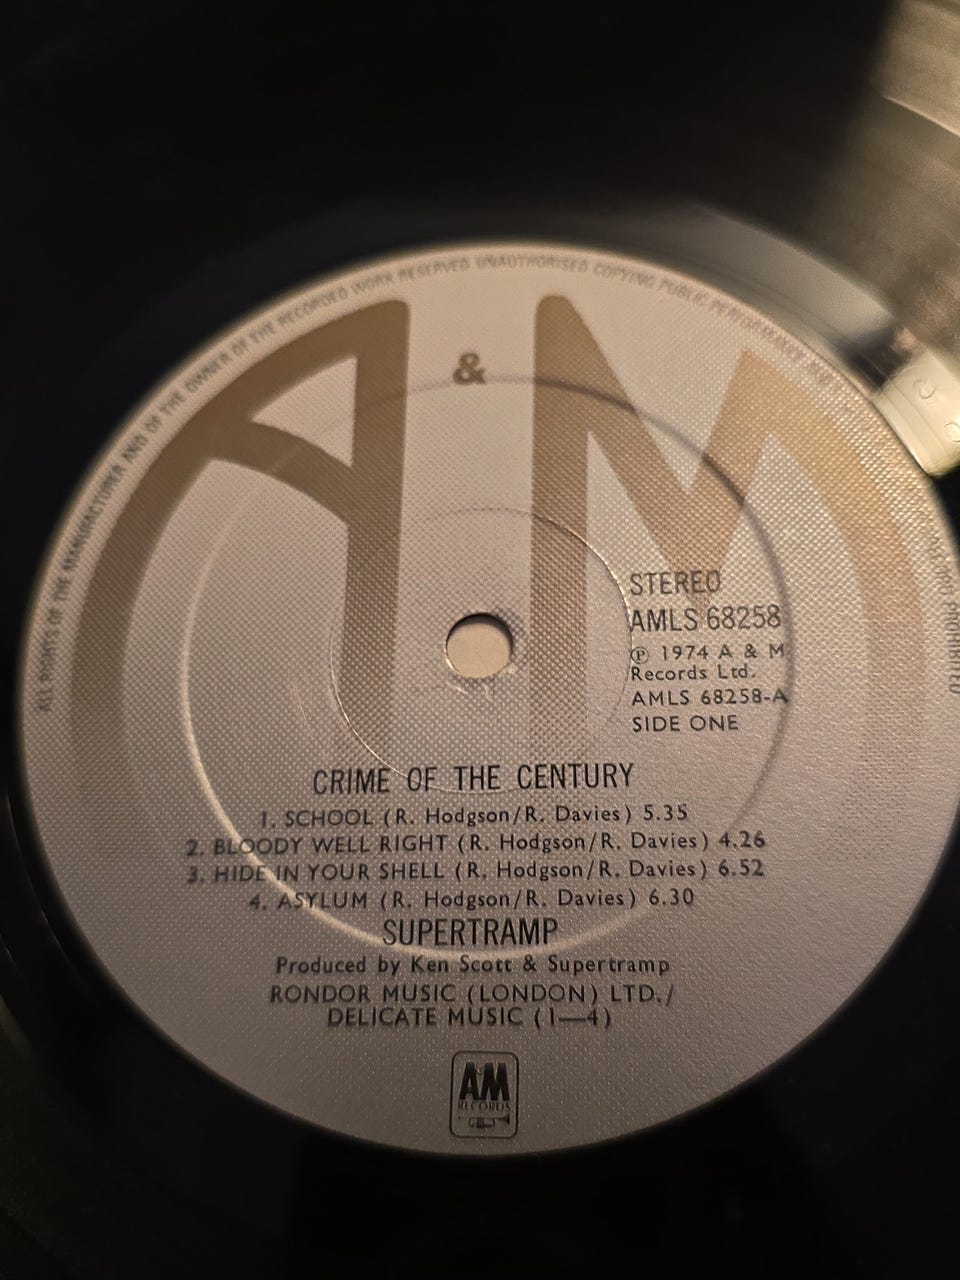 ALL RIGHTS OF THE MANUFACTURER AND OF THE OWNER OF THE RECORDED WORK RESERVED UNAUTHORISED COPYING PUBLIC PERFORMANCE PROHIBITED
A & M
STEREO
AMLS 68258
℗ 1974 A & M
Records Ltd.
AMLS 68258-A
SIDE ONE
CRIME OF THE CENTURY
1. SCHOOL (R. Hodgson/R. Davies) 5.35
2. BLOODY WELL RIGHT (R. Hodgson/R. Davies) 4.26
3. HIDE IN YOUR SHELL (R. Hodgson/R. Davies) 6.52
4. ASYLUM (R. Hodgson/R. Davies) 6.30
SUPERTRAMP
Produced by Ken Scott & Supertramp
RONDOR MUSIC (LONDON) LTD./
DELICATE MUSIC (1—4)
AM
RECORDS